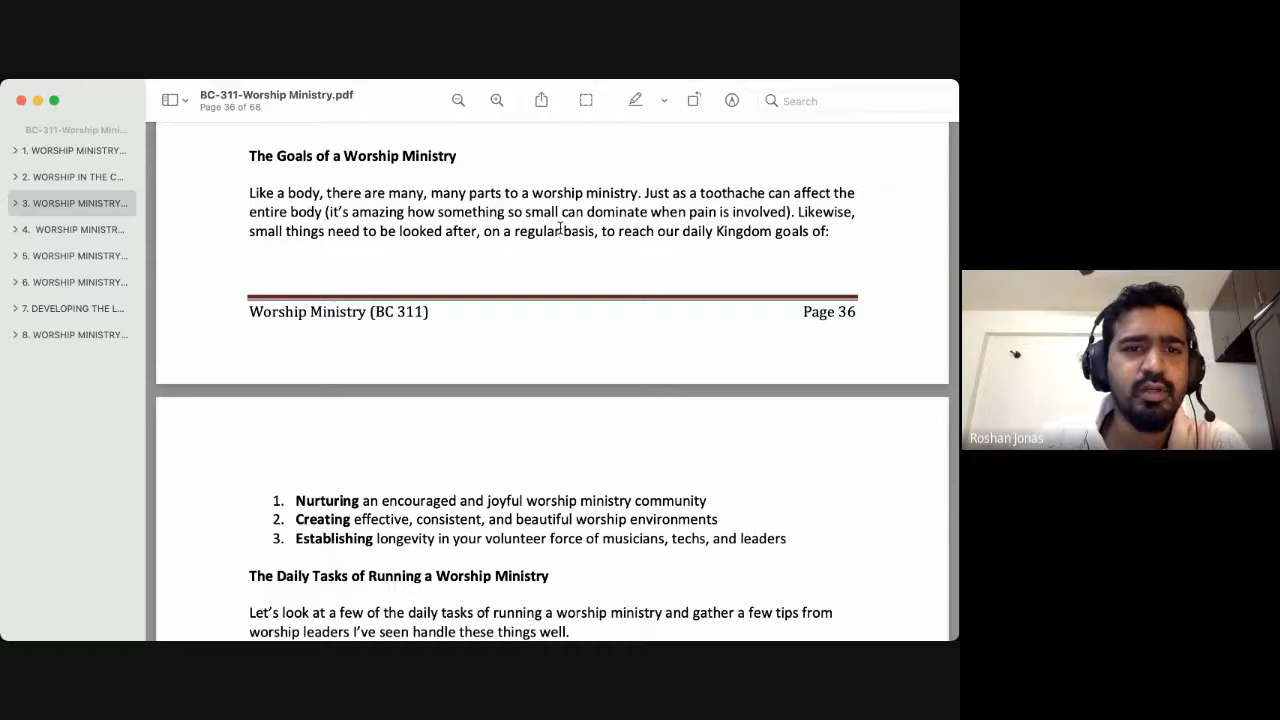 BC-311-Worship Ministry.pdf
Page 36 of 68
Search
BC-311-Worship Mini...
1. WORSHIP MINISTRY...
2. WORSHIP IN THE C...
3. WORSHIP MINISTRY...
4. WORSHIP MINISTR...
5. WORSHIP MINISTRY...
6. WORSHIP MINISTRY...
7. DEVELOPING THE L...
8. WORSHIP MINISTRY...
The Goals of a Worship Ministry
Like a body, there are many, many parts to a worship ministry. Just as a toothache can affect the
entire body (it's amazing how something so small can dominate when pain is involved). Likewise,
small things need to be looked after, on a regular basis, to reach our daily Kingdom goals of:
Worship Ministry (BC 311) Page 36
1. Nurturing an encouraged and joyful worship ministry community
2. Creating effective, consistent, and beautiful worship environments
3. Establishing longevity in your volunteer force of musicians, techs, and leaders
The Daily Tasks of Running a Worship Ministry
Let's look at a few of the daily tasks of running a worship ministry and gather a few tips from
worship leaders I've seen handle these things well.
Roshan Jonas